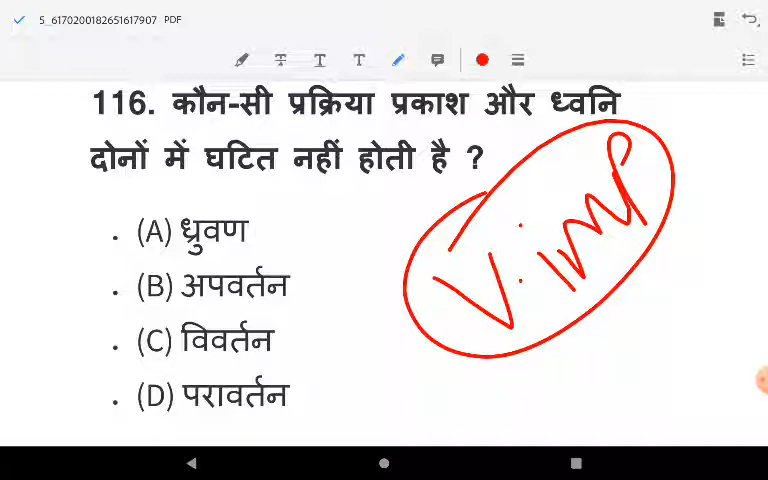 5_6170200182651617907 PDF
116. कौन-सी प्रक्रिया प्रकाश और ध्वनि
दोनों में घटित नहीं होती है ?
. (A) ध्रुवण
. (B) अपवर्तन
. (C) विवर्तन
. (D) परावर्तन
V.imp